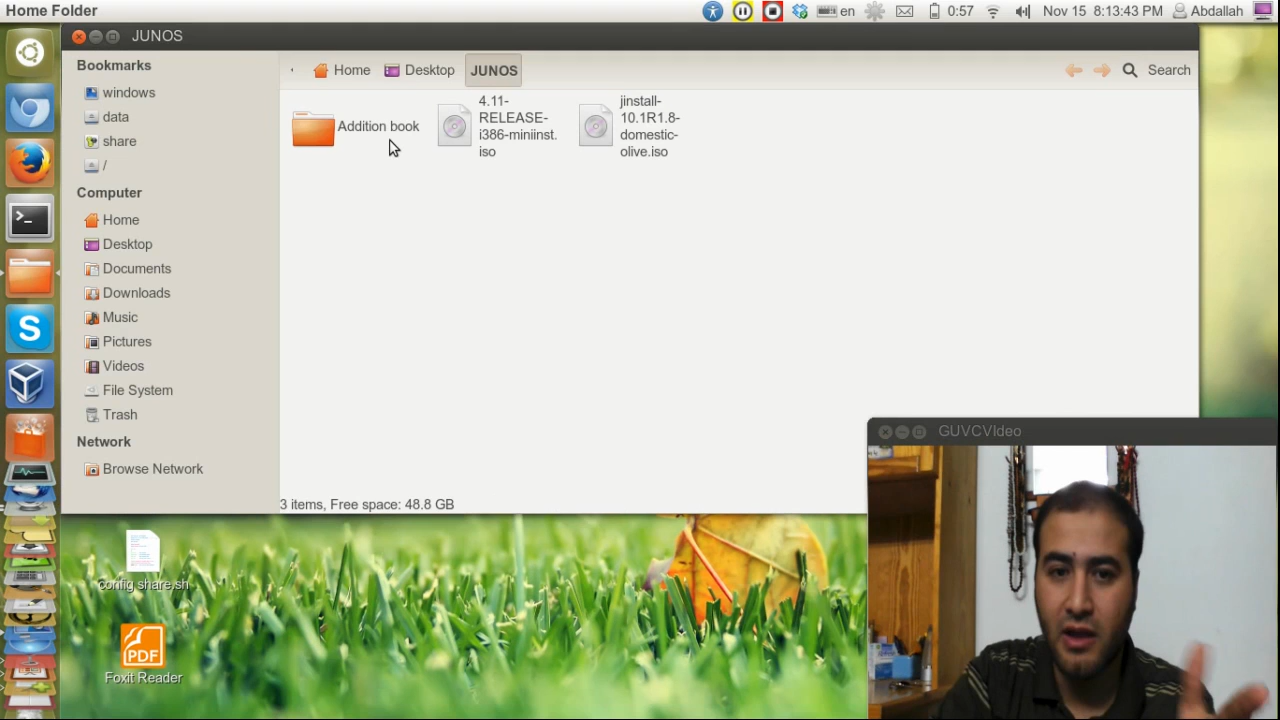 Home Folder
en
0:57
Nov 15 8:13:43 PM
Abdallah
JUNOS
Bookmarks
windows
data
share
/
Computer
Home
Desktop
Documents
Downloads
Music
Pictures
Videos
File System
Trash
Network
Browse Network
Home
Desktop
JUNOS
Search
Addition book
4.11-
RELEASE-
i386-miniinst.
iso
jinstall-
10.1R1.8-
domestic-
olive.iso
3 items, Free space: 48.8 GB
GUVCVIdeo
config share.sh
PDF
Foxit Reader
S
>_